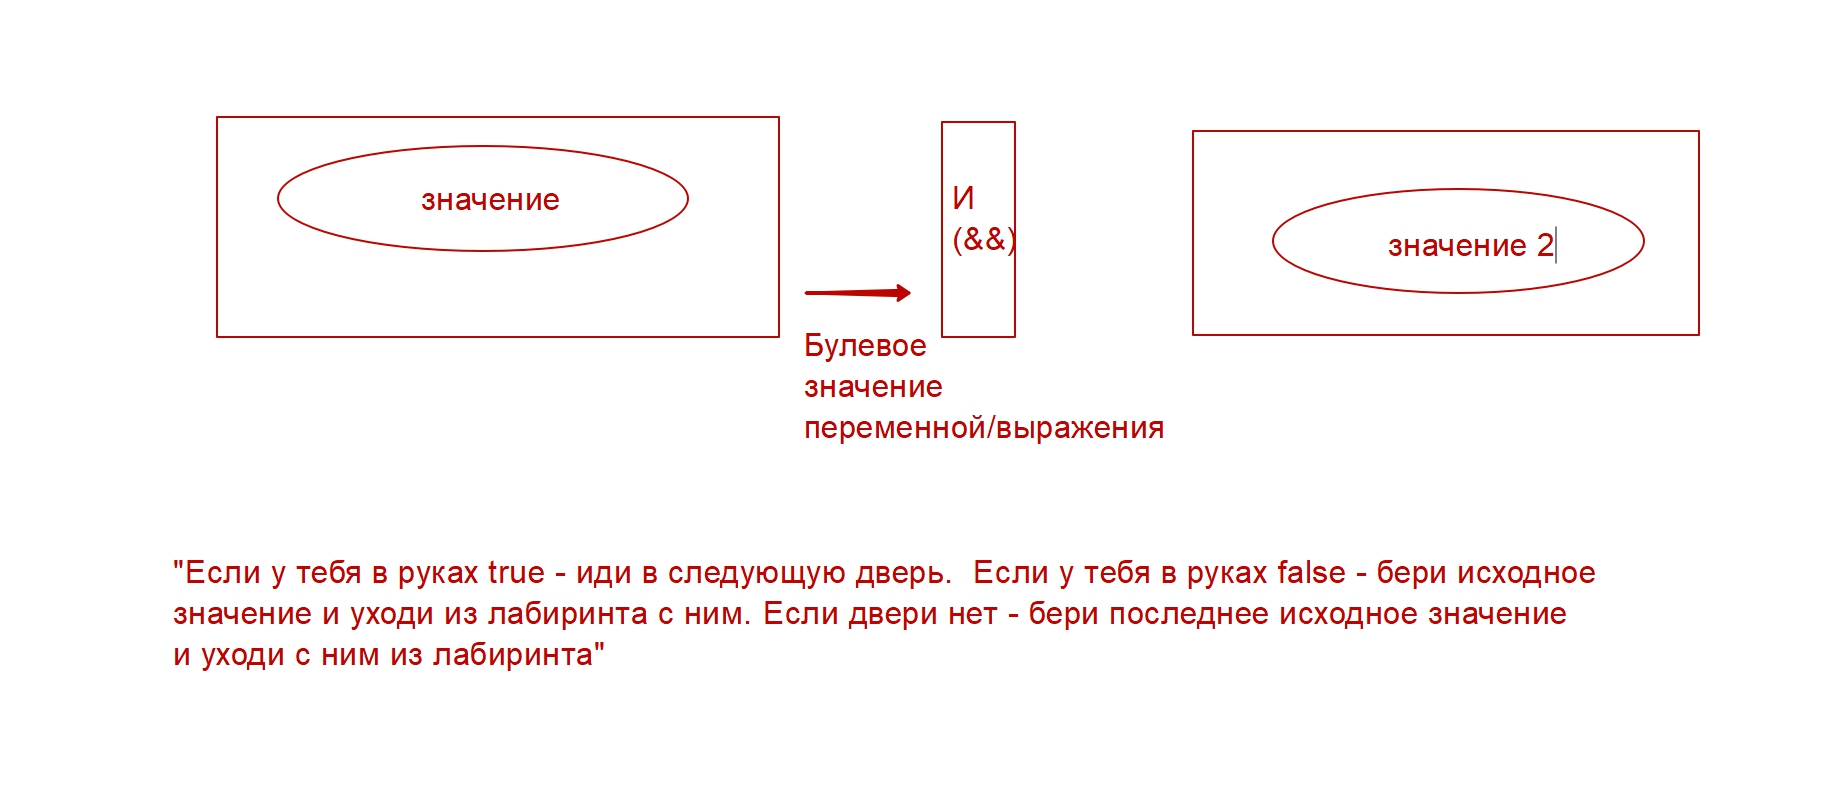 значение
И
(&&)
значение 2
Булевое
значение
переменной/выражения
"Если у тебя в руках true - иди в следующую дверь.  Если у тебя в руках false - бери исходное
значение и уходи из лабиринта с ним. Если двери нет - бери последнее исходное значение
и уходи с ним из лабиринта"